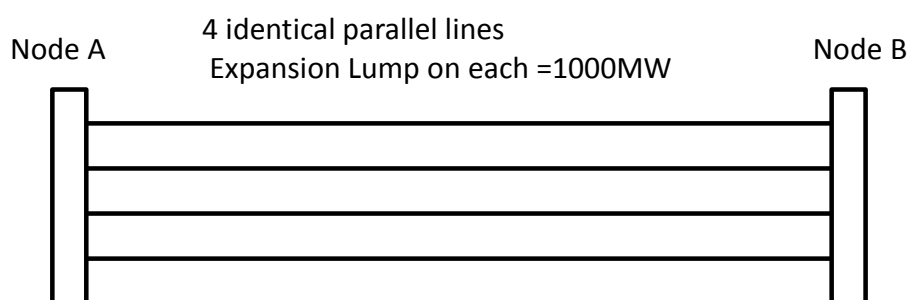 4 identical parallel lines
Node A
Node B
Expansion Lump on each =1000MW